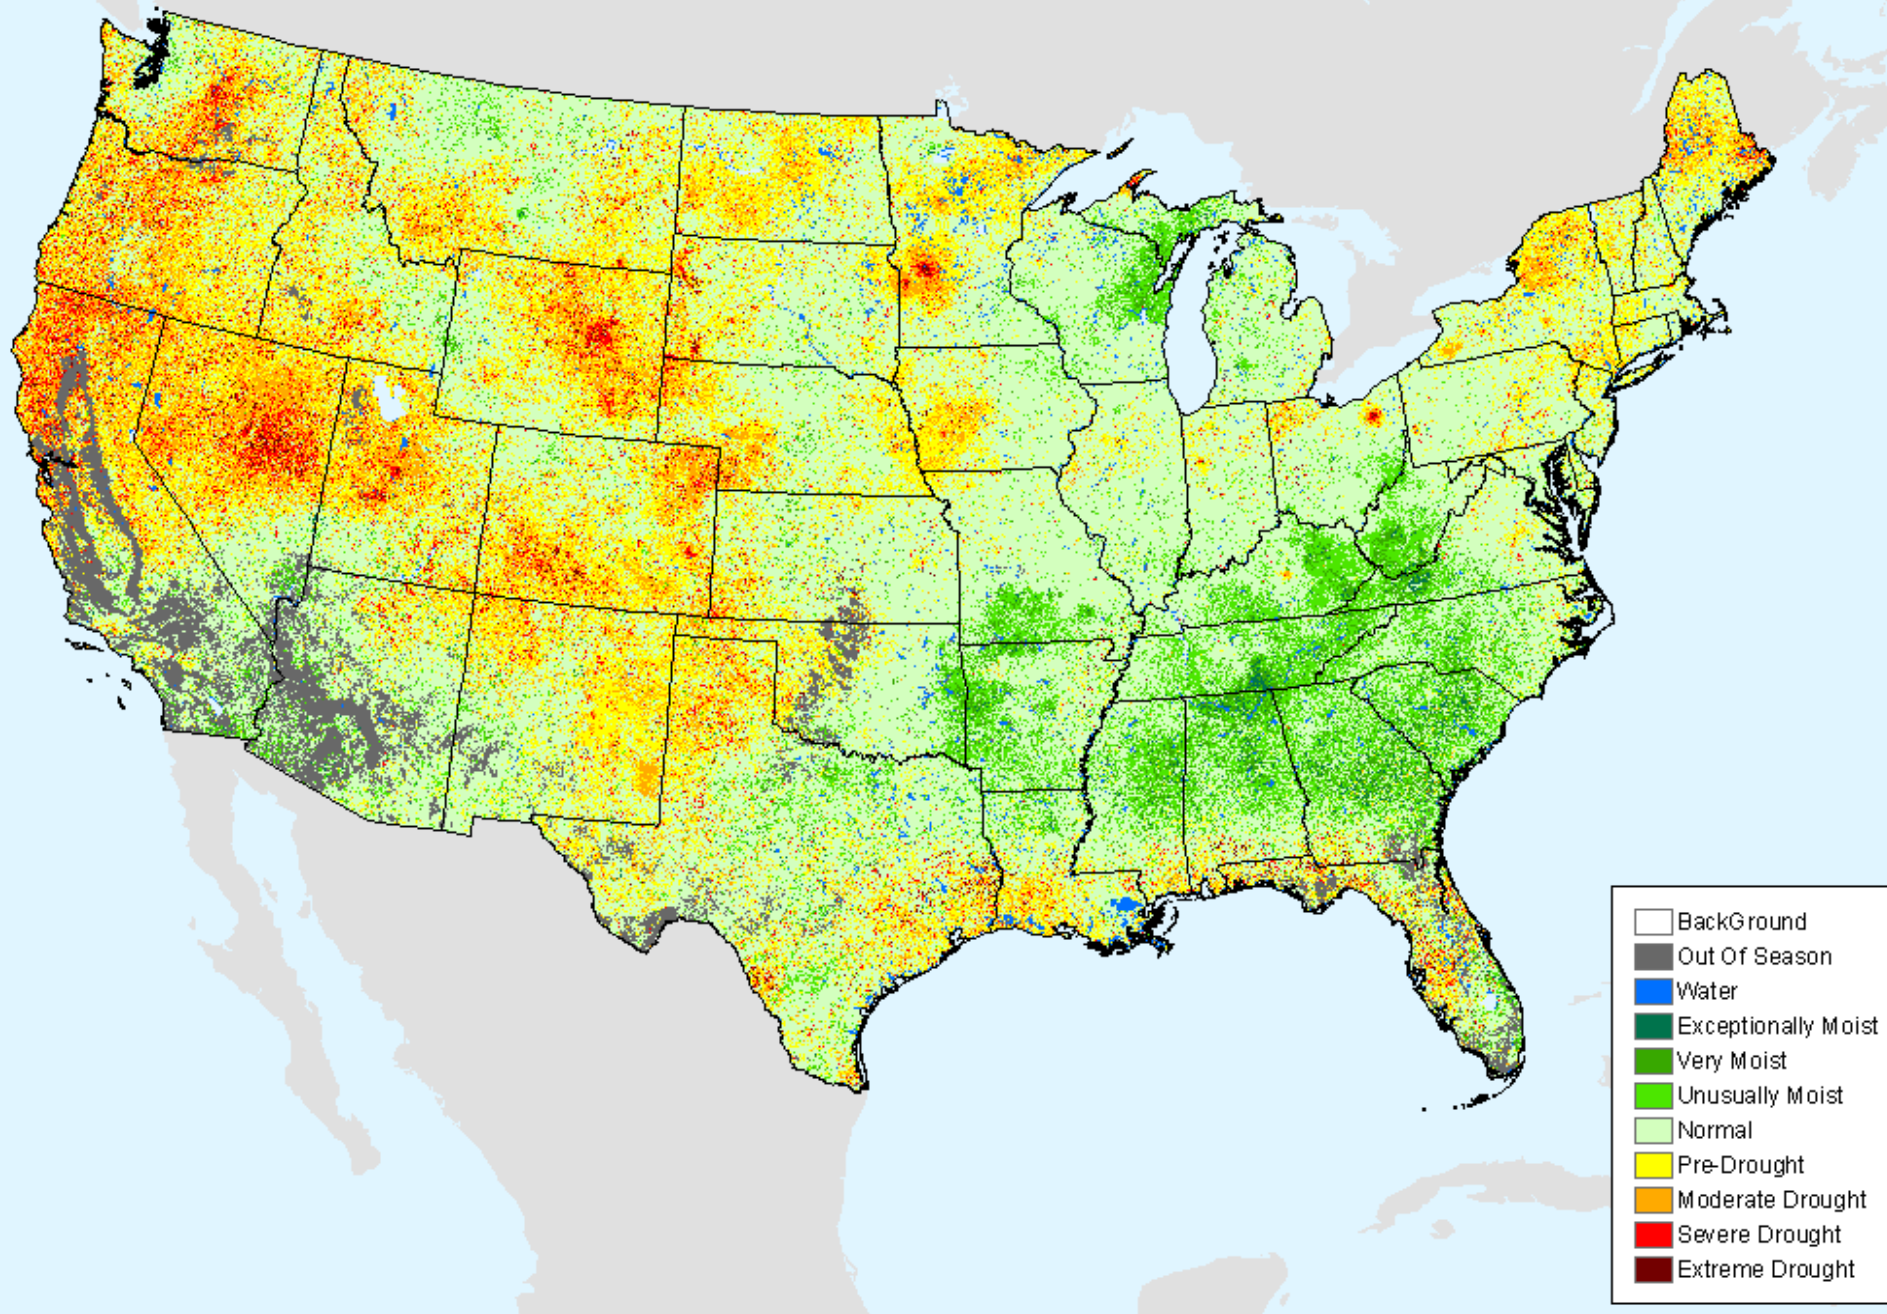 BackGround
Out Of Season
Water
Exceptionally Moist
Very Moist
Unusually Moist
Normal
Pre-Drought
Moderate Drought
Severe Drought
Extreme Drought